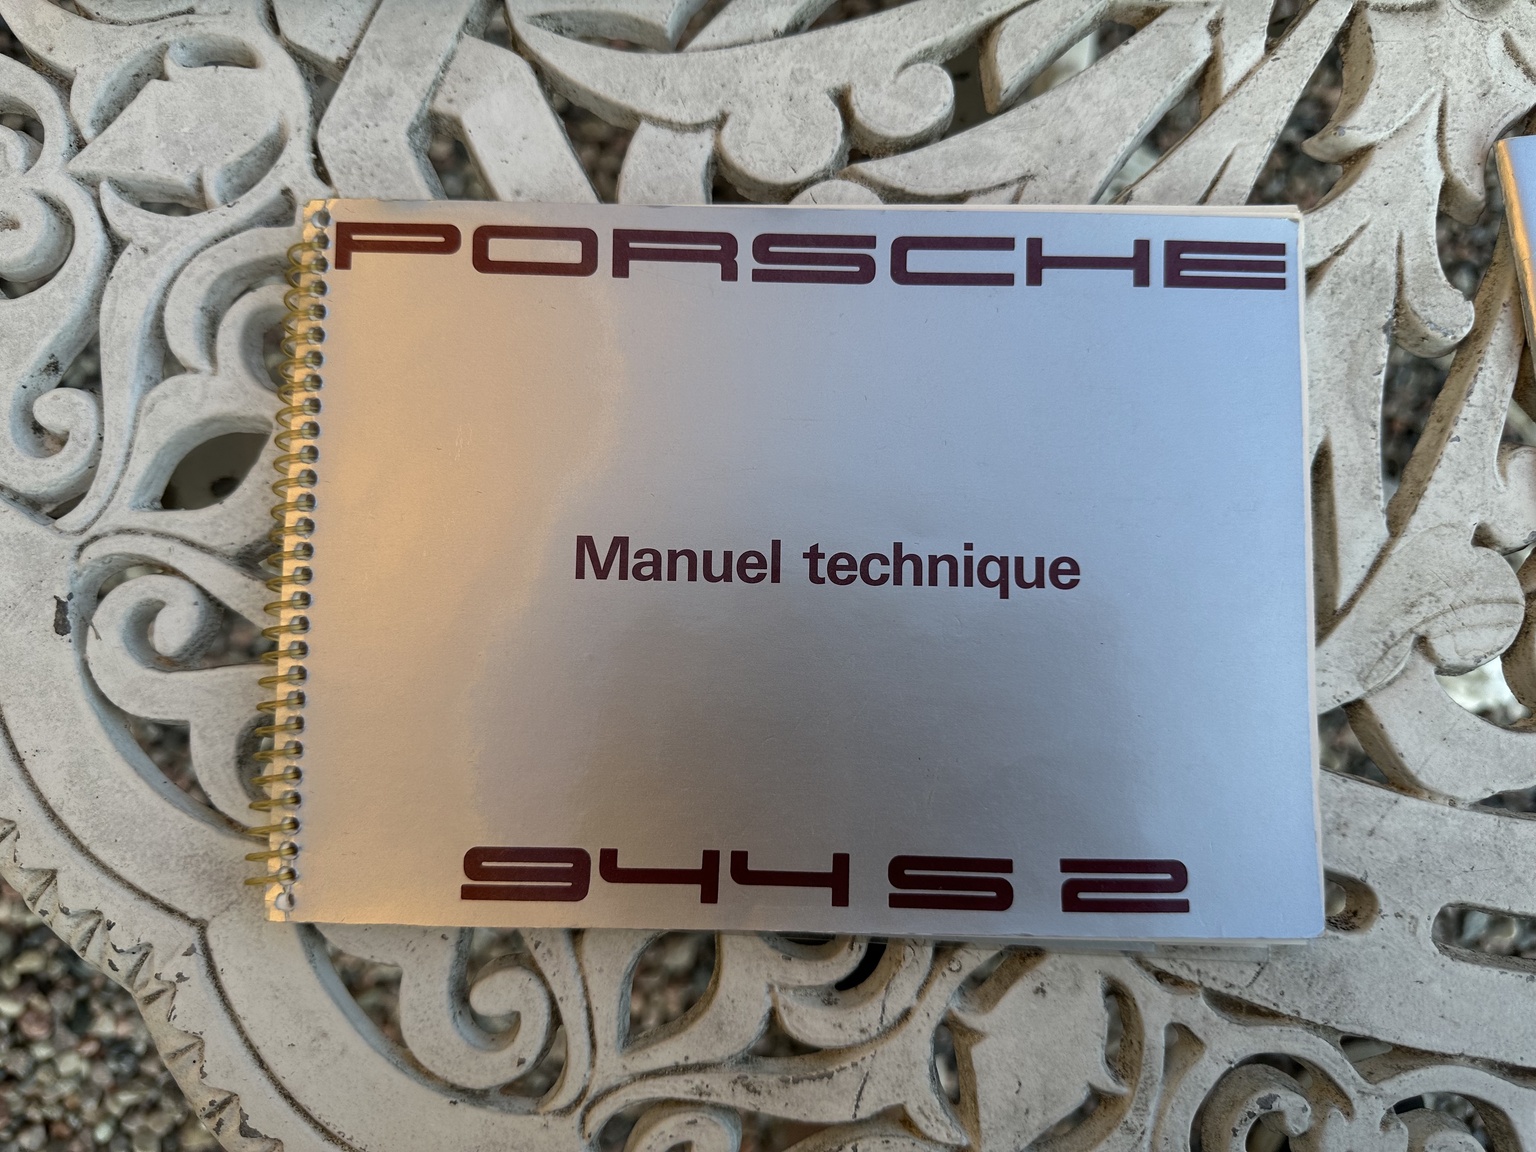 PORSCHE
Manuel technique
944 S 2